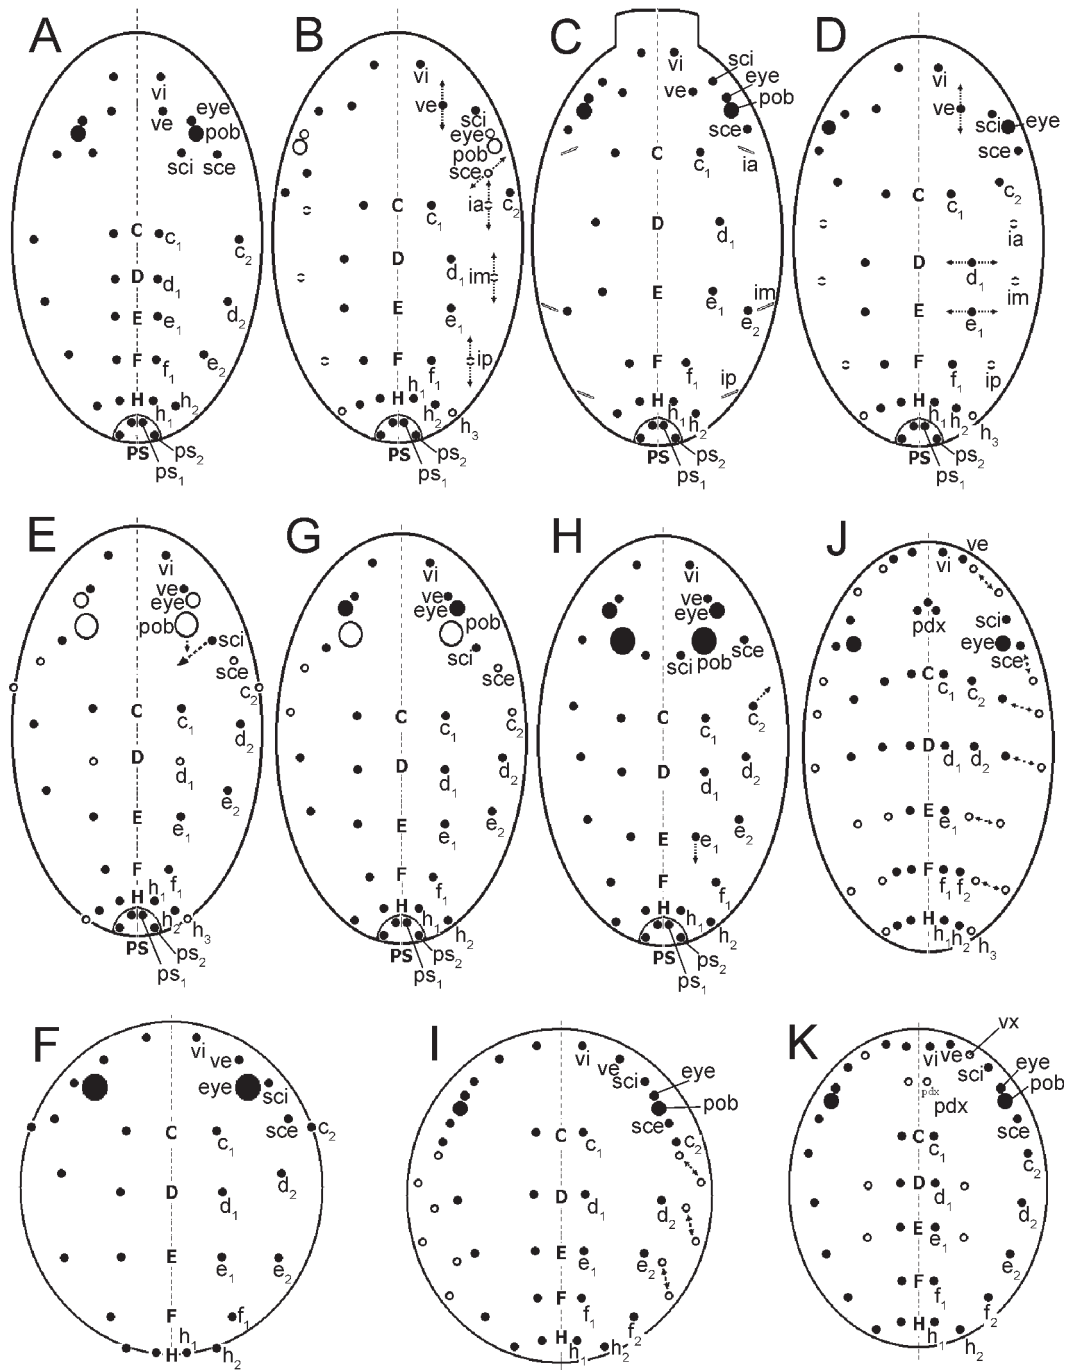 A
vi
ve
eye
pob
sci
sce
C
c1
c2
D
d1
d2
E
e1
e2
F
f1
H
h1
h2
PS
ps1
ps2
B
vi
ve
sci
eye
pob
sce
ia
c2
C
c1
D
d1
im
E
e1
F
f1
ip
H
h1
h2
h3
PS
ps1
ps2
C
vi
sci
eye
ve
pob
sce
C
c1
ia
D
d1
E
e1
im
e2
F
f1
ip
H
h1
h2
PS
ps1
ps2
D
vi
ve
sci
eye
sce
c2
C
c1
ia
D
d1
im
E
e1
F
f1
ip
H
h1
h2
h3
PS
ps1
ps2
E
vi
ve
eye
pob
sci
sce
c2
C
c1
d2
D
d1
e2
E
e1
F
f1
H
h1
h2
h3
PS
ps1
ps2
G
vi
ve
eye
pob
sci
sce
c2
C
c1
D
d1
d2
E
e1
e2
F
f1
H
h1
h2
PS
ps1
ps2
H
vi
ve
eye
sci
pob
sce
c2
C
c1
D
d1
d2
E
e1
e2
F
f1
H
h1
h2
PS
ps1
ps2
J
vi
ve
pdx
sci
eye
sce
C
c1
c2
D
d1
d2
E
e1
F
f1
f2
H
h1
h2
h3
F
vi
ve
eye
sci
sce
c2
C
c1
D
d1
d2
E
e1
e2
F
f1
H
h1
h2
I
vi
ve
sci
eye
pob
sce
C
c1
c2
D
d1
d2
E
e1
e2
F
f1
f2
H
h1
h2
K
vx
vi
ve
sci
eye
pob
pdx
pdx
sce
C
c1
c2
D
d1
d2
E
e1
e2
F
f1
f2
H
h1
h2